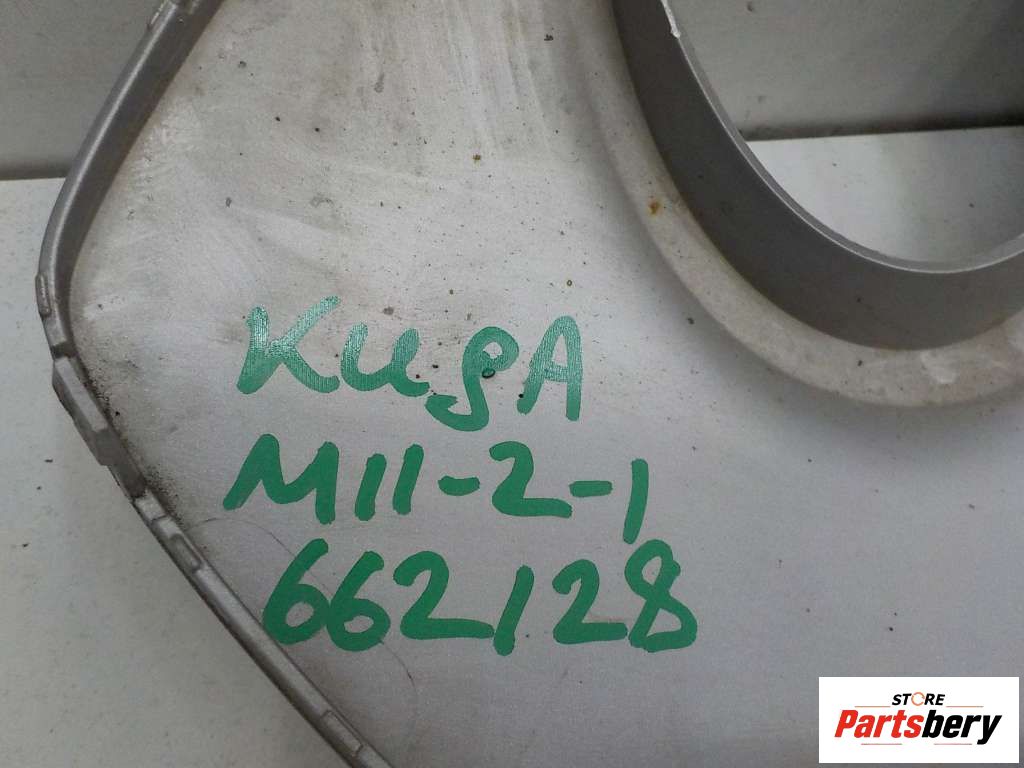 KugA
M11-2-1
662128
STORE
Partsbery